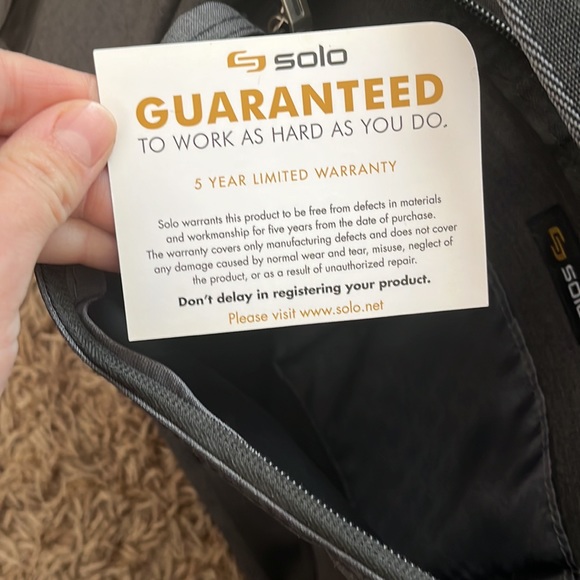 solo
GUARANTEED
TO WORK AS HARD AS YOU DO.
5 YEAR LIMITED WARRANTY
Solo warrants this product to be free from defects in materials
and workmanship for five years from the date of purchase.
The warranty covers only manufacturing defects and does not cover
any damage caused by normal wear and tear, misuse, neglect of
the product, or as a result of unauthorized repair.
Don't delay in registering your product.
Please visit www.solo.net